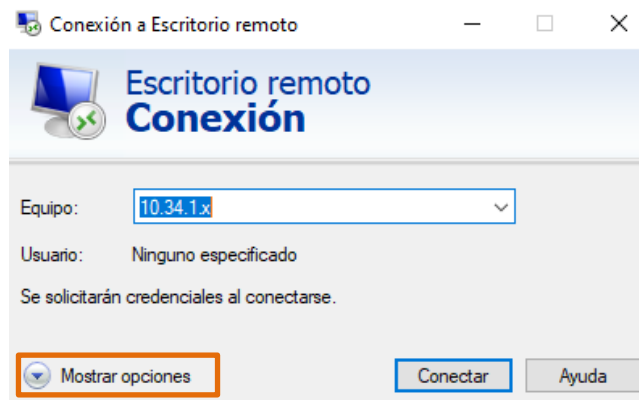 Conexión a Escritorio remoto
Escritorio remoto
Conexión
Equipo: 10.34.1.x
Usuario: Ninguno especificado
Se solicitarán credenciales al conectarse.
Mostrar opciones Conectar Ayuda